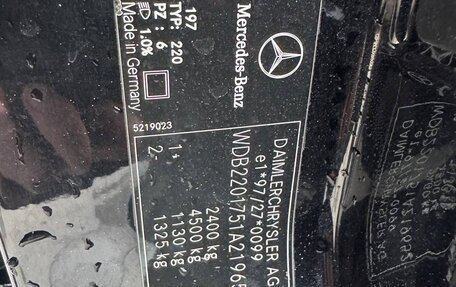 Mercedes-Benz
DAIMLERCHRYSLER AG
e1*97/27*0099
WDB2201751A21965
2400 kg
4500 kg
1- 1130 kg
2- 1325 kg
197
TYP: 220
PZ : 6
1.0%
Made in Germany
5219023